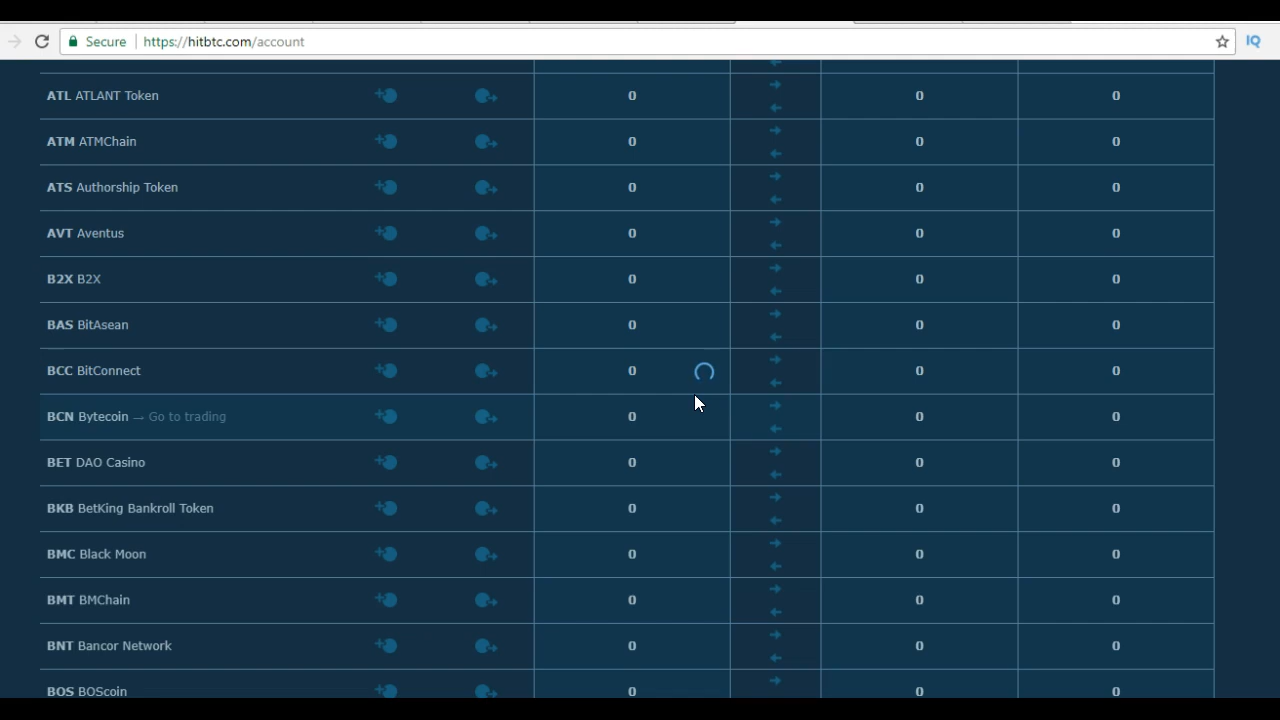 Secure https://hitbtc.com/account IQ
ATL ATLANT Token 0 0 0
ATM ATMChain 0 0 0
ATS Authorship Token 0 0 0
AVT Aventus 0 0 0
B2X B2X 0 0 0
BAS BitAsean 0 0 0
BCC BitConnect 0 0 0
BCN Bytecoin → Go to trading 0 0 0
BET DAO Casino 0 0 0
BKB BetKing Bankroll Token 0 0 0
BMC Black Moon 0 0 0
BMT BMChain 0 0 0
BNT Bancor Network 0 0 0
BOS BOScoin 0 0 0